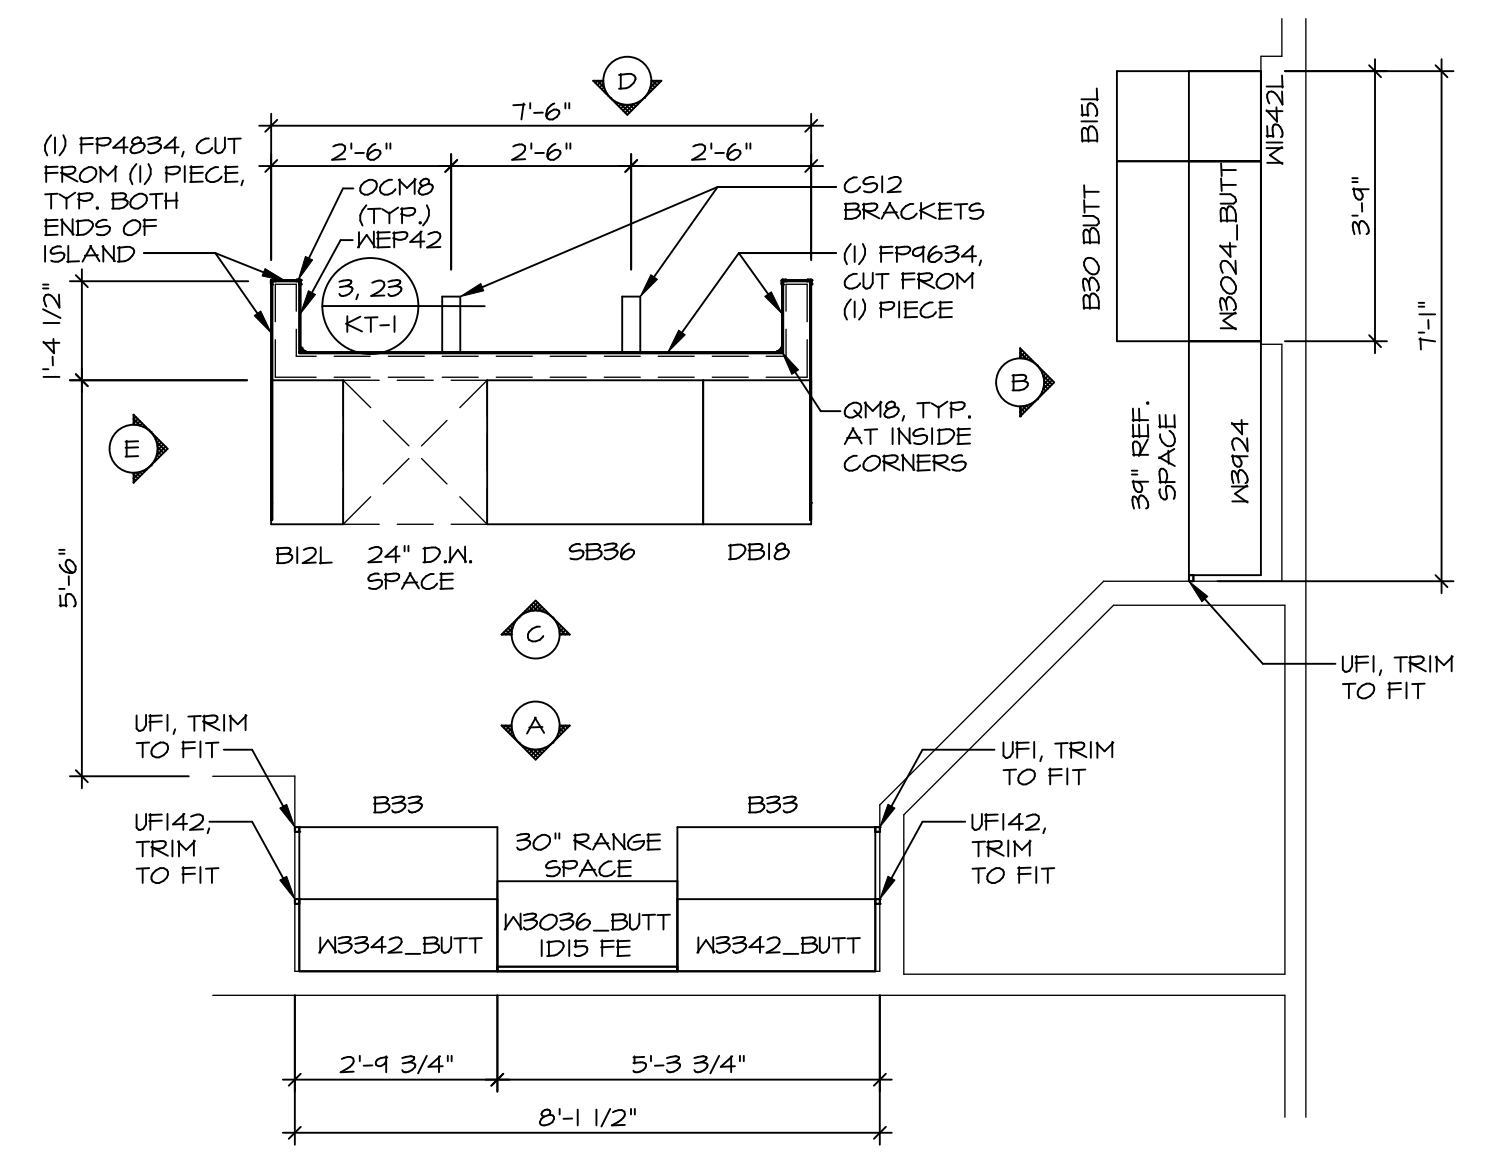 D
7'-6"
2'-6"
2'-6"
2'-6"
(1) FP4834, CUT
FROM (1) PIECE,
TYP. BOTH
ENDS OF
ISLAND
OCM8
(TYP.)
WEP42
3, 23
KT-1
CS12
BRACKETS
(1) FP9634,
CUT FROM
(1) PIECE
QM8, TYP.
AT INSIDE
CORNERS
1'-4 1/2"
5'-6"
E
B12L
24" D.W.
SPACE
SB36
DB18
C
A
B
B15L
W1542L
B30 BUTT
W3024_BUTT
3'-9"
7'-1"
39" REF.
SPACE
W3924
UF1, TRIM
TO FIT
UF1, TRIM
TO FIT
UF142,
TRIM
TO FIT
B33
30" RANGE
SPACE
B33
W3342_BUTT
W3036_BUTT
1D15 FE
W3342_BUTT
UF1, TRIM
TO FIT
UF142,
TRIM
TO FIT
2'-9 3/4"
5'-3 3/4"
8'-1 1/2"